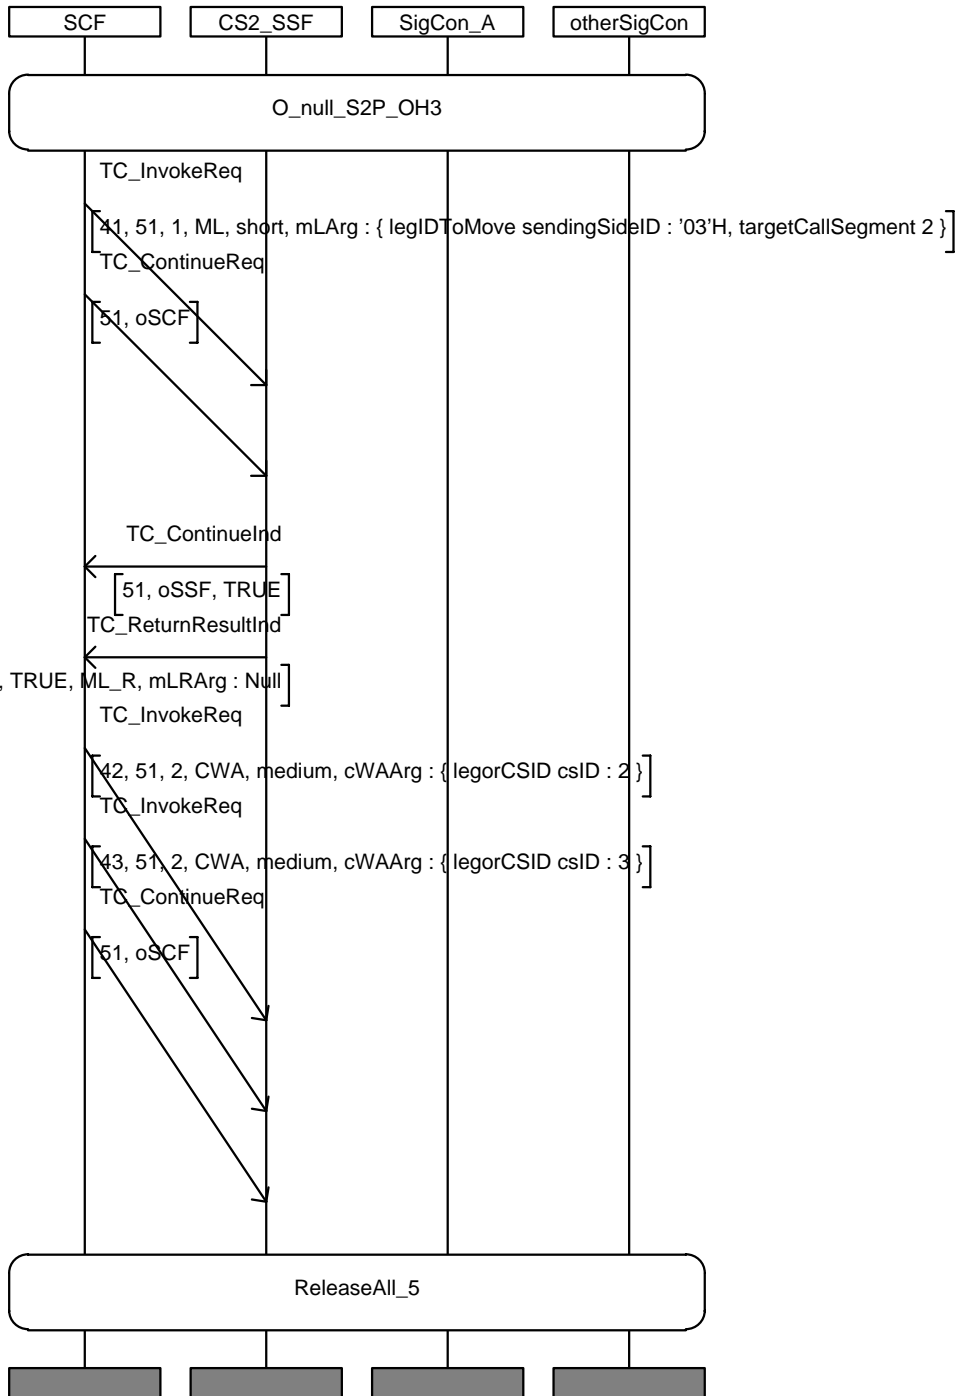 SCF CS2_SSF SigCon_A otherSigCon
O_null_S2P_OH3
TC_InvokeReq
41, 51, 1, ML, short, mLArg : { legIDToMove sendingSideID : '03'H, targetCallSegment 2 }
TC_ContinueReq
51, oSCF
TC_ContinueInd
51, oSSF, TRUE
TC_ReturnResultInd
, TRUE, ML_R, mLRArg : Null
TC_InvokeReq
42, 51, 2, CWA, medium, cWAArg : { legorCSID csID : 2 }
TC_InvokeReq
43, 51, 2, CWA, medium, cWAArg : { legorCSID csID : 3 }
TC_ContinueReq
51, oSCF
ReleaseAll_5